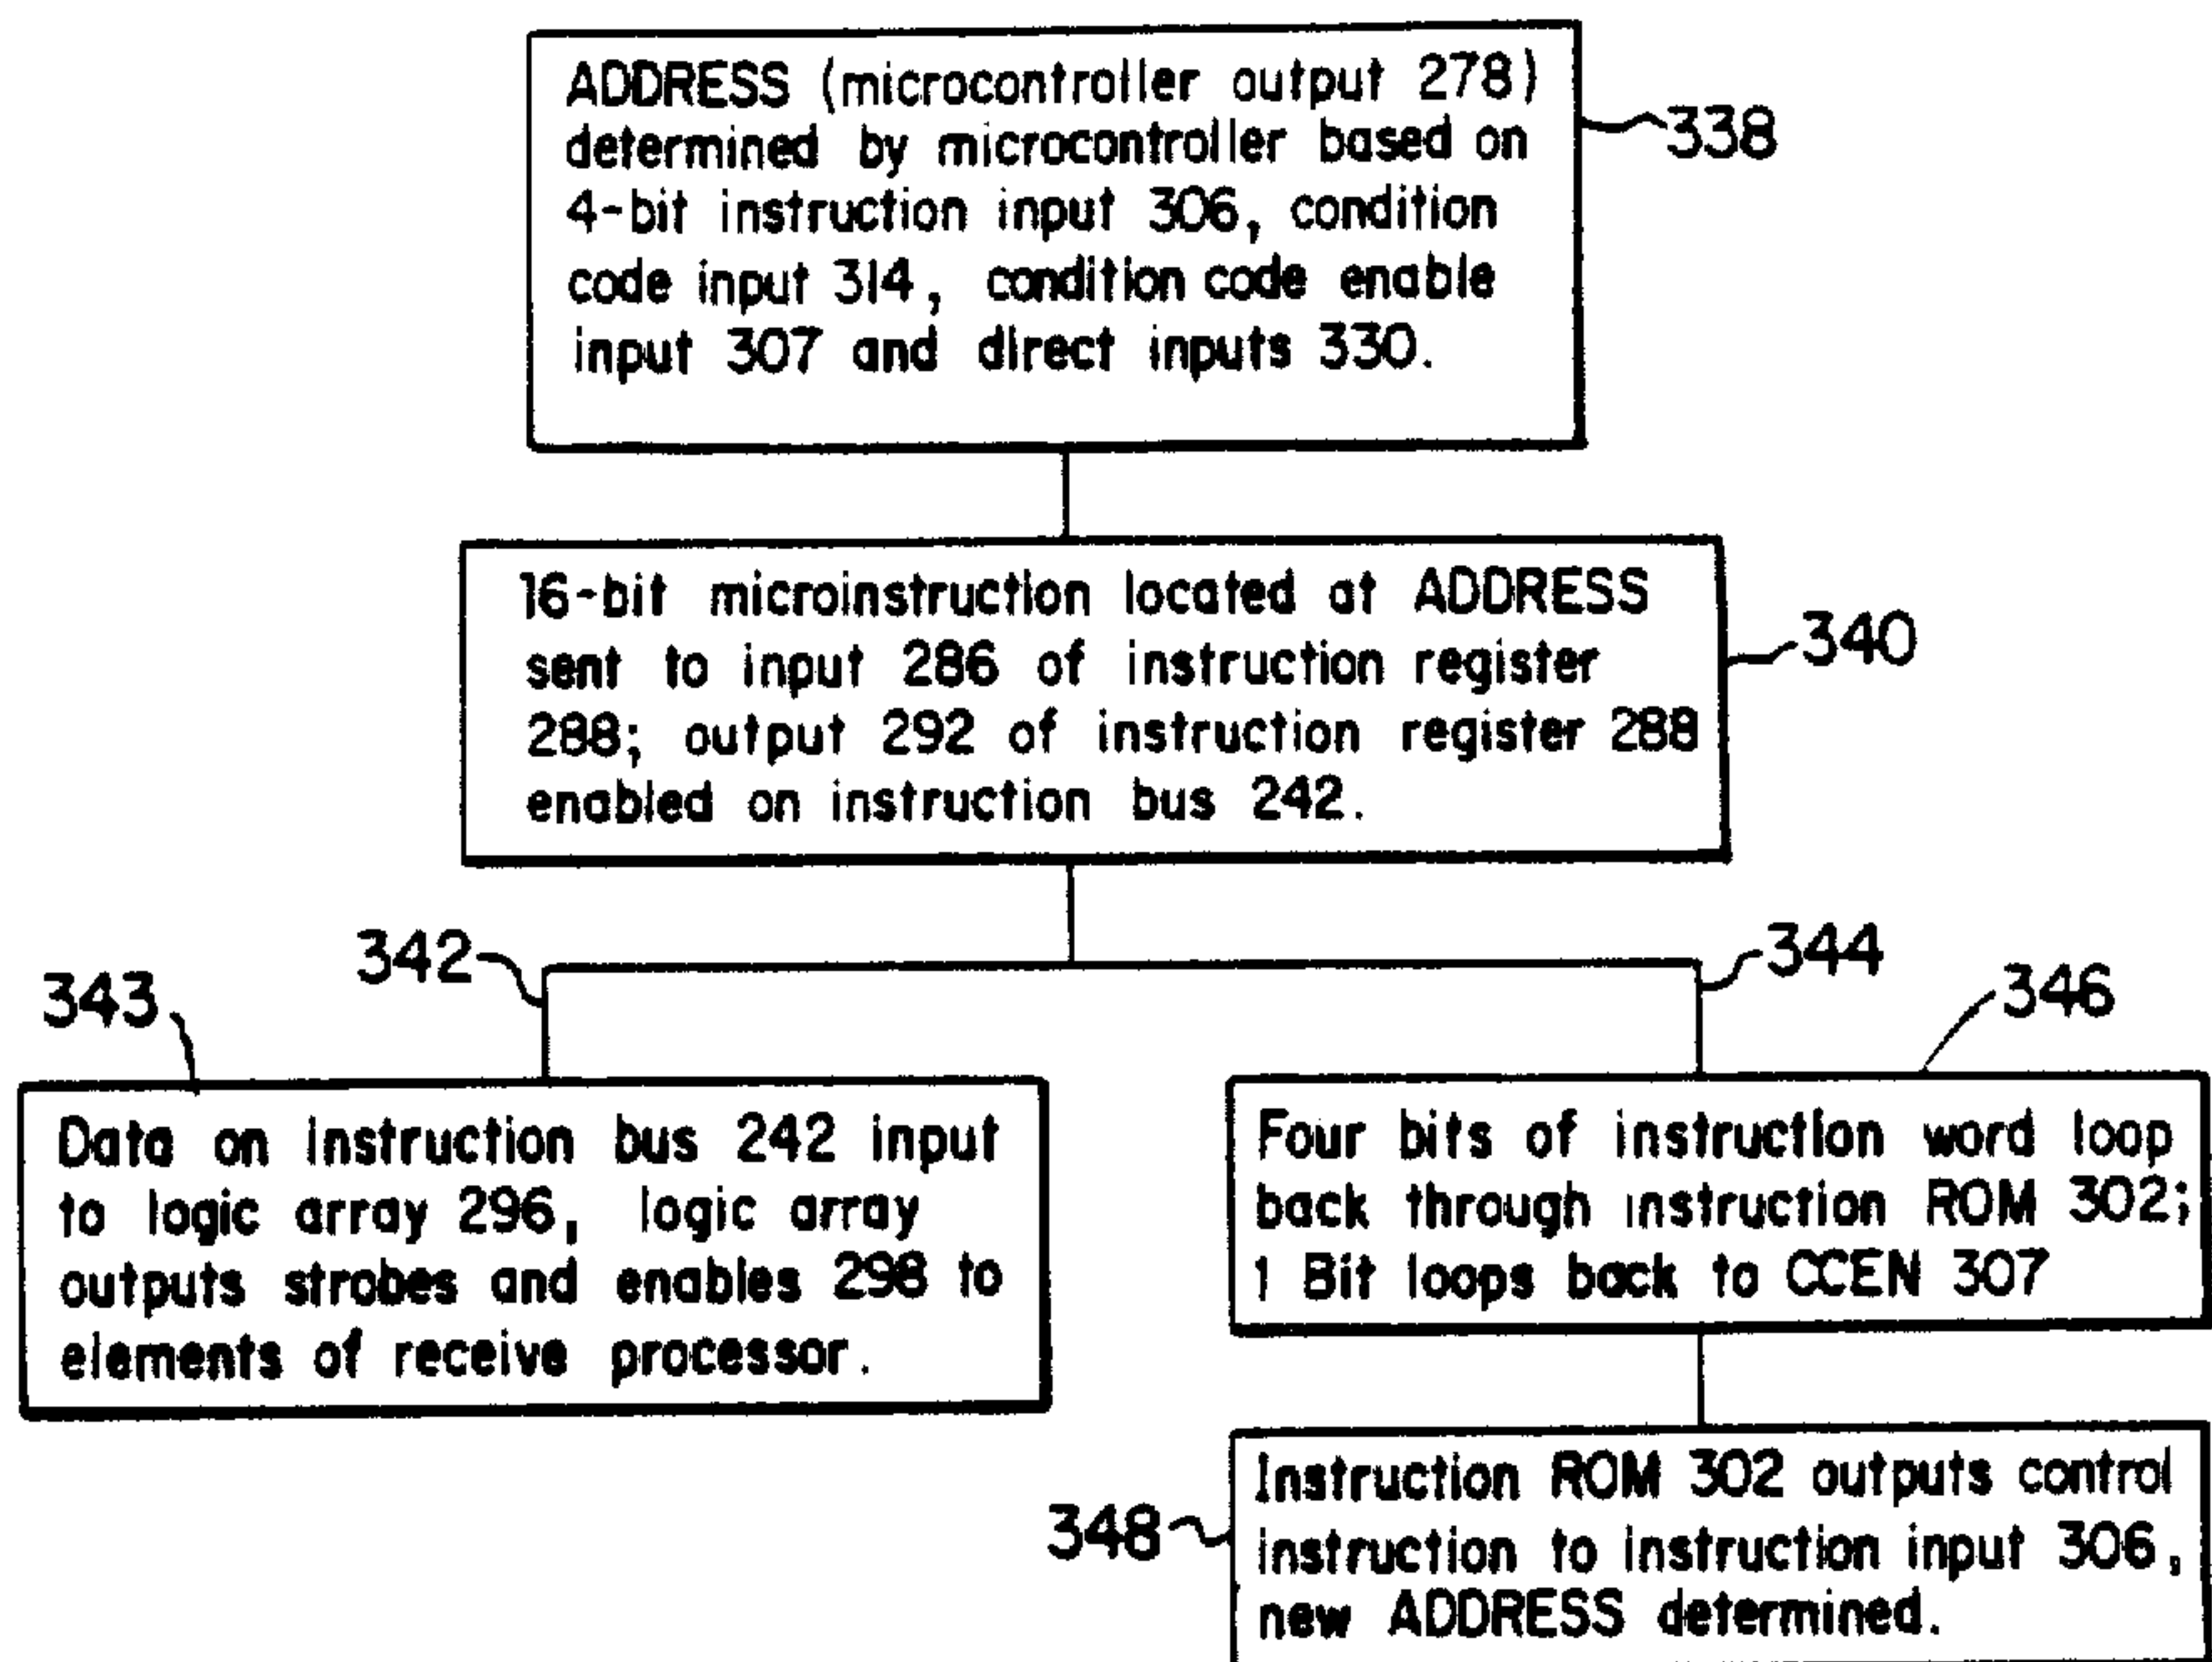 ADDRESS (microcontroller output 278)
determined by microcontroller based on
4-bit instruction input 306, condition
code input 314, condition code enable
input 307 and direct inputs 330.
338
16-bit microinstruction located at ADDRESS
sent to input 286 of instruction register
288; output 292 of instruction register 288
enabled on instruction bus 242.
340
342
344
343
346
Data on instruction bus 242 input
to logic array 296, logic array
outputs strobes and enables 298 to
elements of receive processor.
Four bits of instruction word loop
back through instruction ROM 302;
1 Bit loops back to CCEN 307
348
Instruction ROM 302 outputs control
instruction to instruction input 306,
new ADDRESS determined.